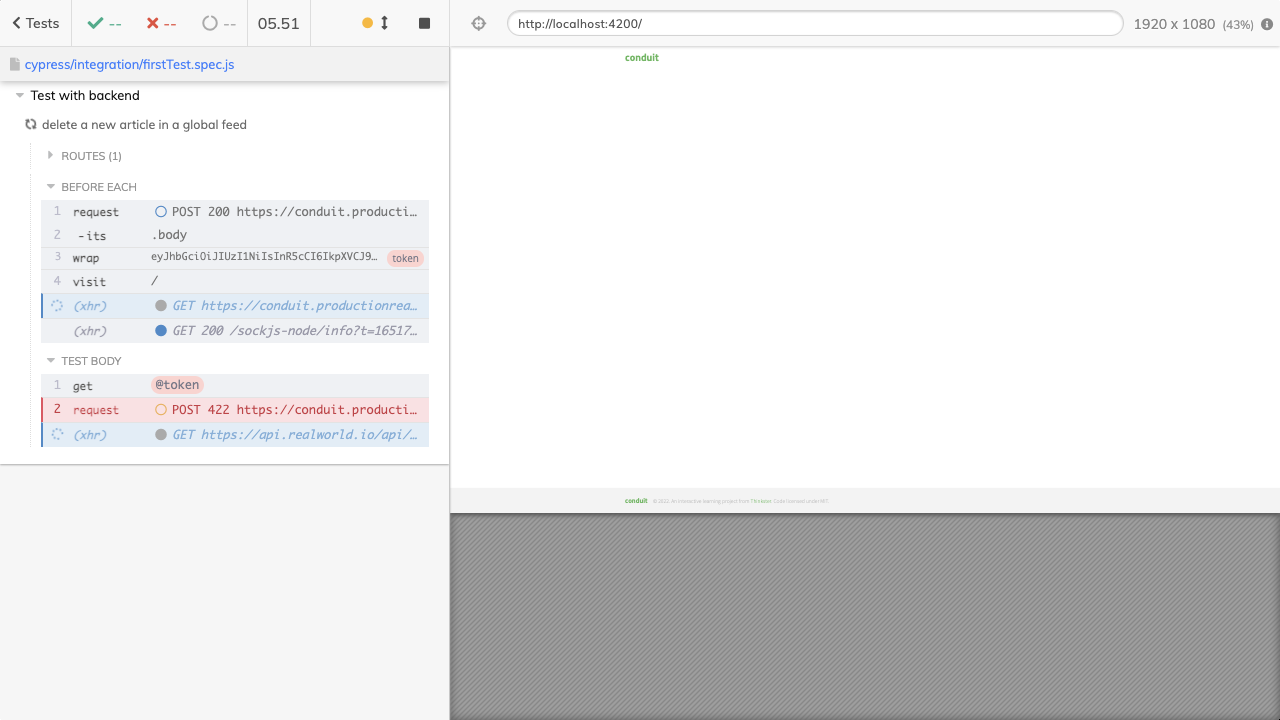 Tests
--
--
--
05.51
http://localhost:4200/
1920 x 1080 (43%)
cypress/integration/firstTest.spec.js
Test with backend
delete a new article in a global feed
ROUTES (1)
BEFORE EACH
1 request POST 200 https://conduit.producti…
2 -its .body
3 wrap eyJhbGciOiJIUzI1NiIsInR5cCI6IkpXVCJ9… token
4 visit /
(xhr) GET https://conduit.productionrea…
(xhr) GET 200 /sockjs-node/info?t=16517…
TEST BODY
1 get @token
2 request POST 422 https://conduit.producti…
(xhr) GET https://api.realworld.io/api/…
conduit
conduit © 2022. An interactive learning project from Thinkster. Code licensed under MIT.